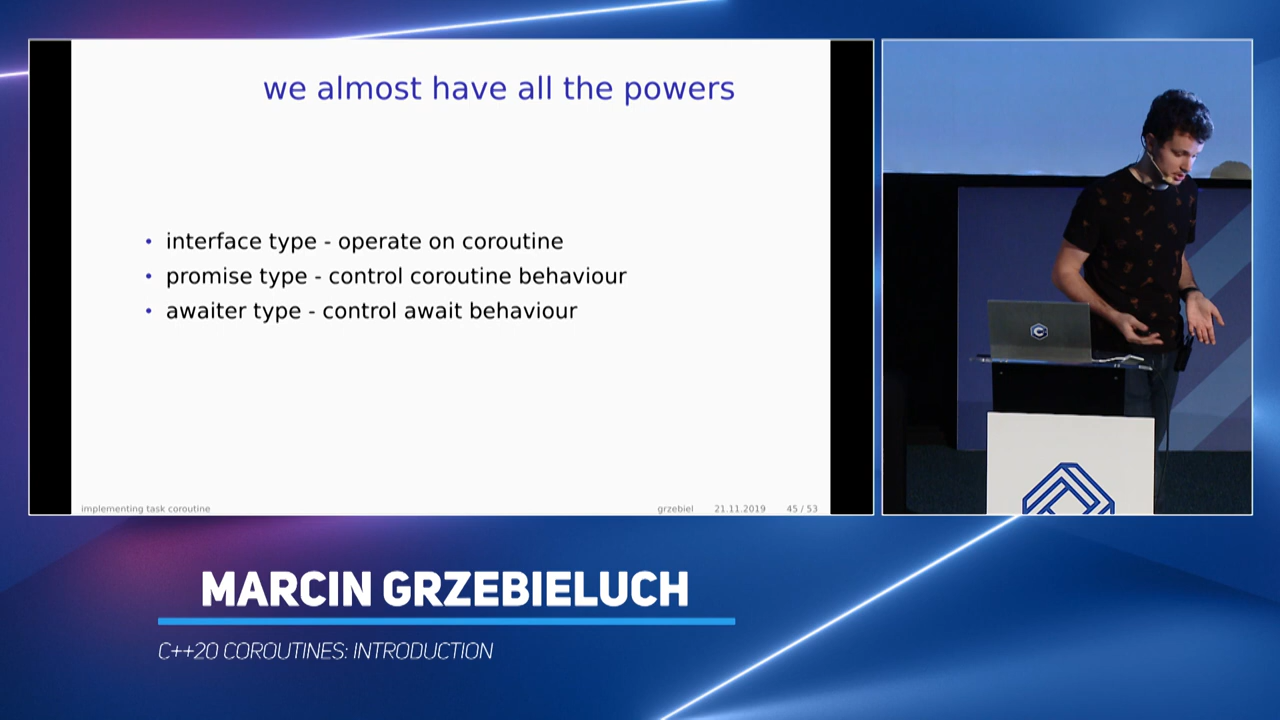 we almost have all the powers
• interface type - operate on coroutine
• promise type - control coroutine behaviour
• awaiter type - control await behaviour
implementing task coroutine grzebiel 21.11.2019 45 / 53
MARCIN GRZEBIELUCH
C++20 COROUTINES: INTRODUCTION